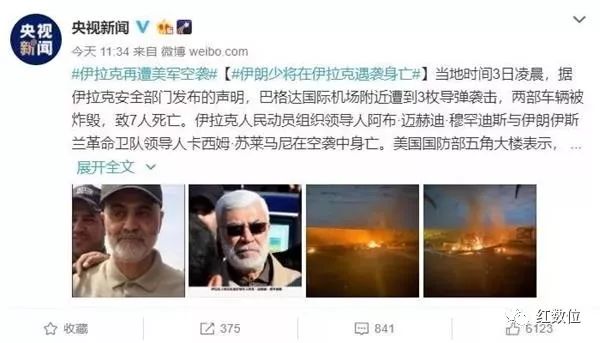 央视新闻
央视
新闻
今天 11:34 来自 微博 weibo.com
#伊拉克再遭美军空袭# 【#伊朗少将在伊拉克遇袭身亡#】当地时间3日凌晨，据
伊拉克安全部门发布的声明，巴格达国际机场附近遭到3枚导弹袭击，两部车辆被
炸毁，致7人死亡。伊拉克人民动员组织领导人阿布·迈赫迪·穆罕迪斯与伊朗伊斯
兰革命卫队领导人卡西姆·苏莱马尼在空袭中身亡。美国国防部五角大楼表示，...
展开全文
收藏
375
841
6123
红数位